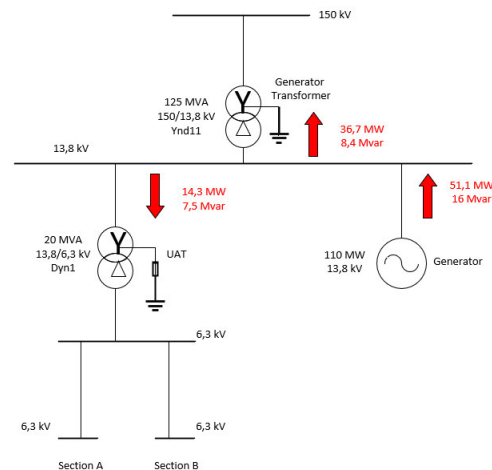 150 kV
Generator
Transformer
125 MVA
150/13,8 kV
Ynd11
Y
36,7 MW
8,4 Mvar
13,8 kV
14,3 MW
7,5 Mvar
51,1 MW
16 Mvar
20 MVA
13,8/6,3 kV
Dyn1
Y
UAT
110 MW
13,8 kV
Generator
6,3 kV
6,3 kV
6,3 kV
Section A
Section B